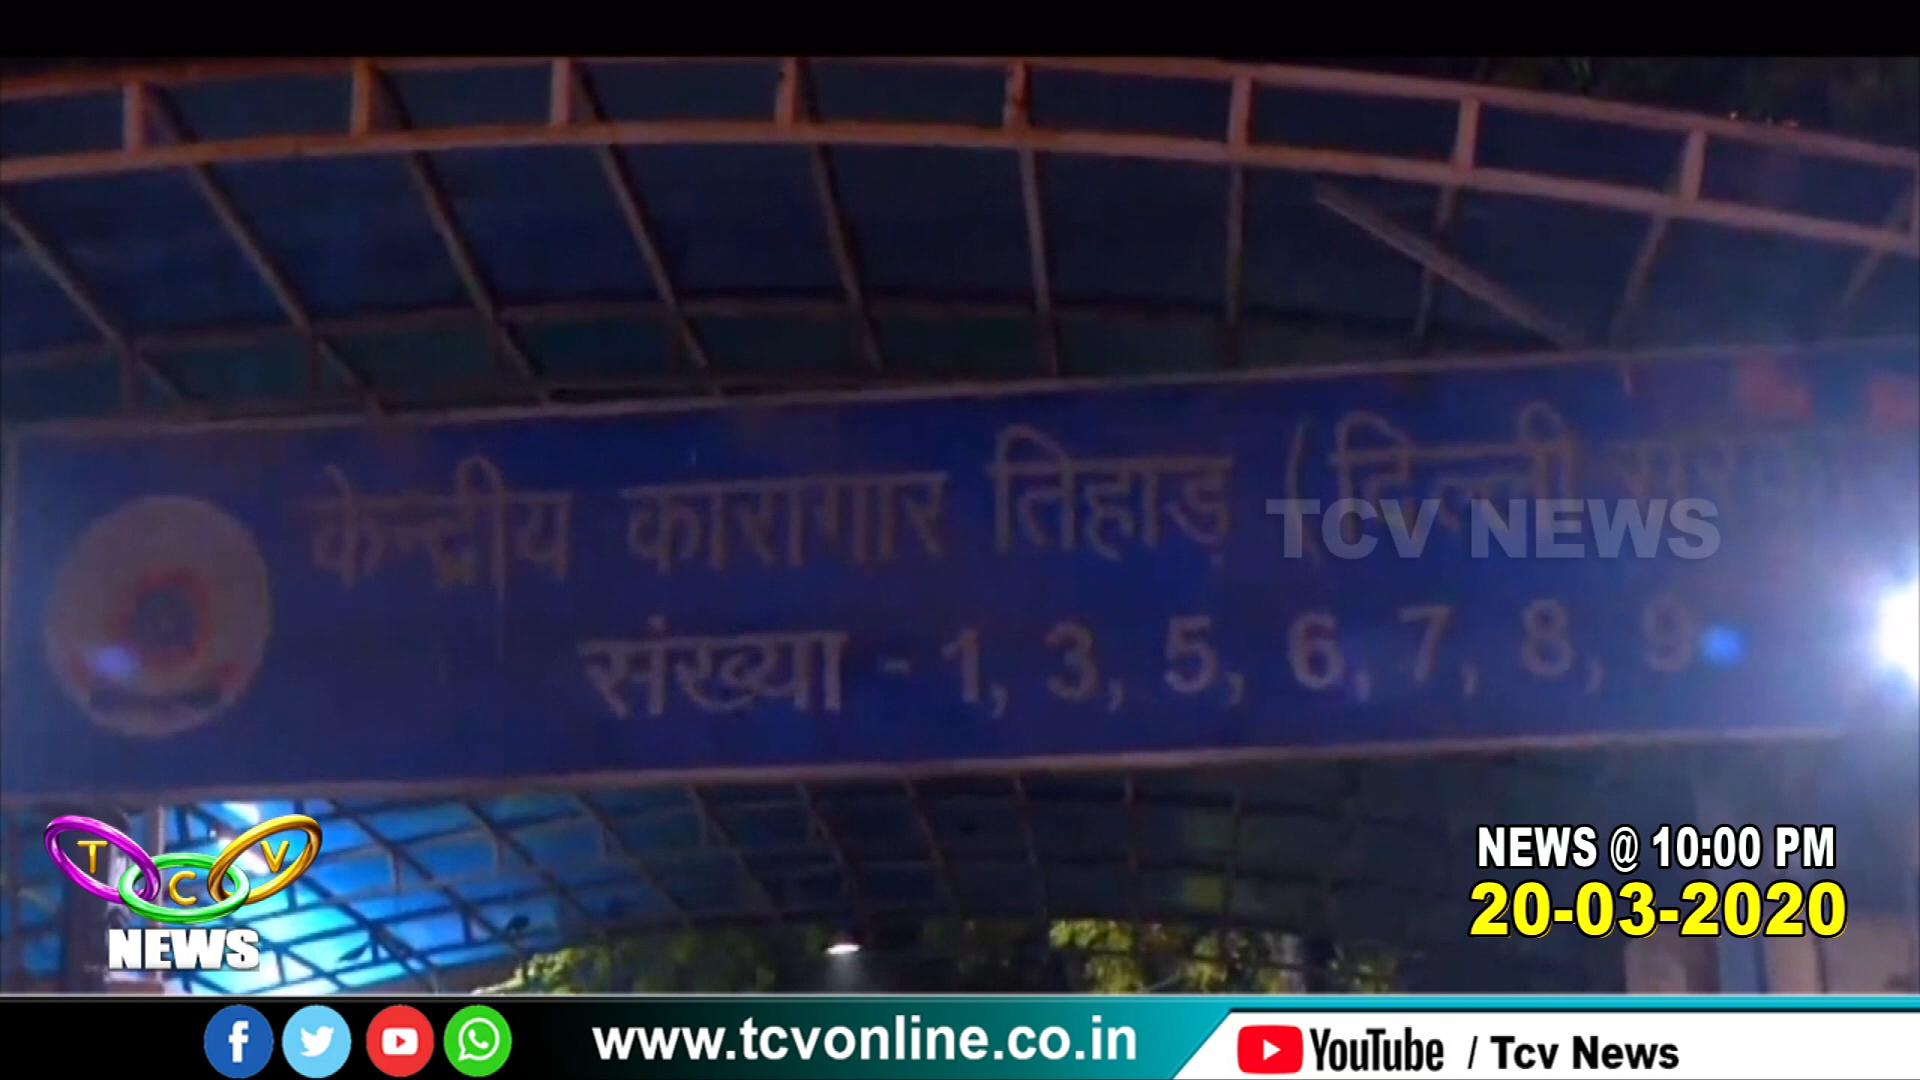 केन्द्रीय कारागार तिहाड़ (दिल्ली
संख्या - 1, 3, 5, 6, 7, 8, 9
TCV NEWS
T C V
NEWS
NEWS @ 10:00 PM
20-03-2020
www.tcvonline.co.in
YouTube / Tcv News